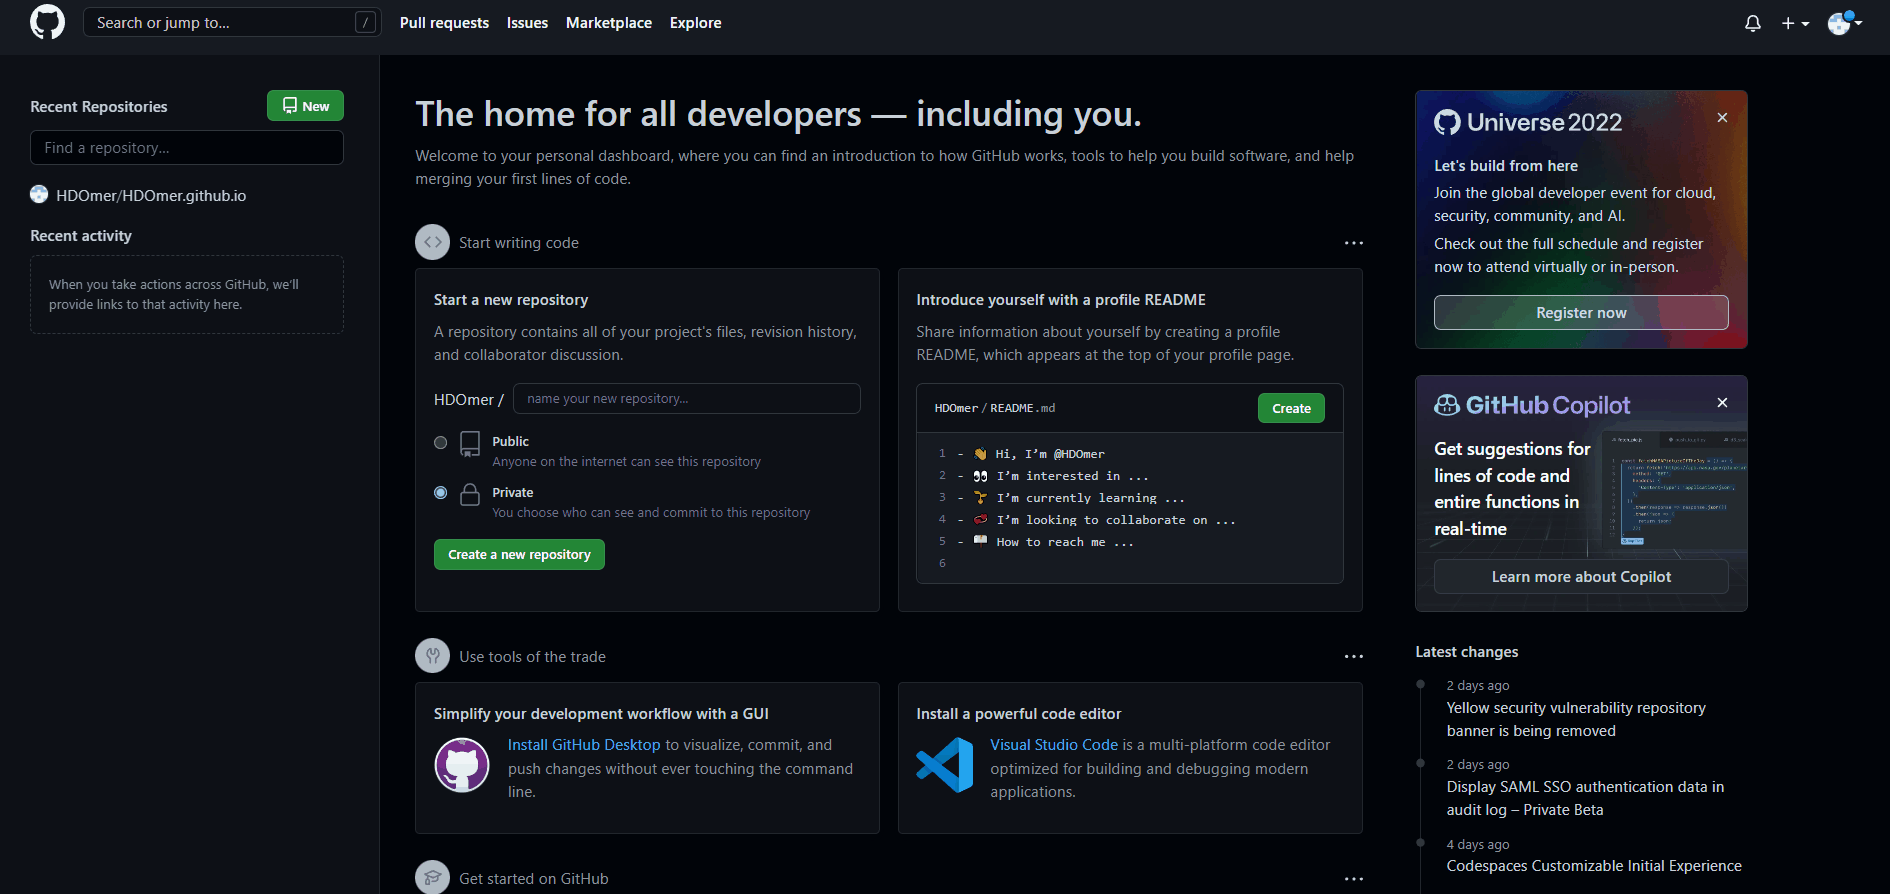 Search or jump to... /
Pull requests
Issues
Marketplace
Explore
Recent Repositories
New
Find a repository...
HDOmer/HDOmer.github.io
Recent activity
When you take actions across GitHub, we'll
provide links to that activity here.
The home for all developers — including you.
Welcome to your personal dashboard, where you can find an introduction to how GitHub works, tools to help you build software, and help
merging your first lines of code.
Start writing code
Start a new repository
A repository contains all of your project's files, revision history,
and collaborator discussion.
HDOmer / name your new repository...
Public
Anyone on the internet can see this repository
Private
You choose who can see and commit to this repository
Create a new repository
Introduce yourself with a profile README
Share information about yourself by creating a profile
README, which appears at the top of your profile page.
HDOmer / README.md
Create
1 - 👋 Hi, I'm @HDOmer
2 - 👀 I'm interested in ...
3 - 🌱 I'm currently learning ...
4 - 💞️ I'm looking to collaborate on ...
5 - 📫 How to reach me ...
6
Use tools of the trade
Simplify your development workflow with a GUI
Install GitHub Desktop to visualize, commit, and
push changes without ever touching the command
line.
Install a powerful code editor
Visual Studio Code is a multi-platform code editor
optimized for building and debugging modern
applications.
Get started on GitHub
Universe 2022
Let's build from here
Join the global developer event for cloud,
security, community, and AI.
Check out the full schedule and register
now to attend virtually or in-person.
Register now
GitHub Copilot
Get suggestions for
lines of code and
entire functions in
real-time
Learn more about Copilot
Latest changes
2 days ago
Yellow security vulnerability repository
banner is being removed
2 days ago
Display SAML SSO authentication data in
audit log – Private Beta
4 days ago
Codespaces Customizable Initial Experience